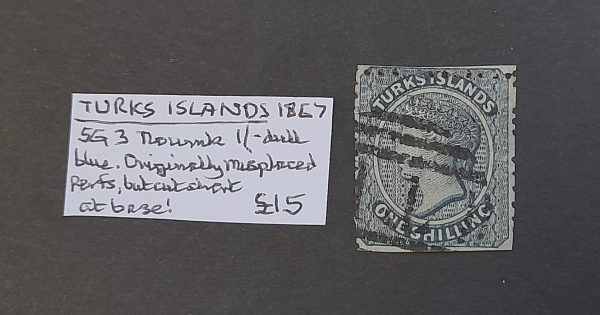 TURKS ISLANDS 1867
SG 3 No wmk 1/- dull
blue. Originally misplaced
perfs, but cut short
at base! £15
TURKS ISLANDS
ONE SHILLING